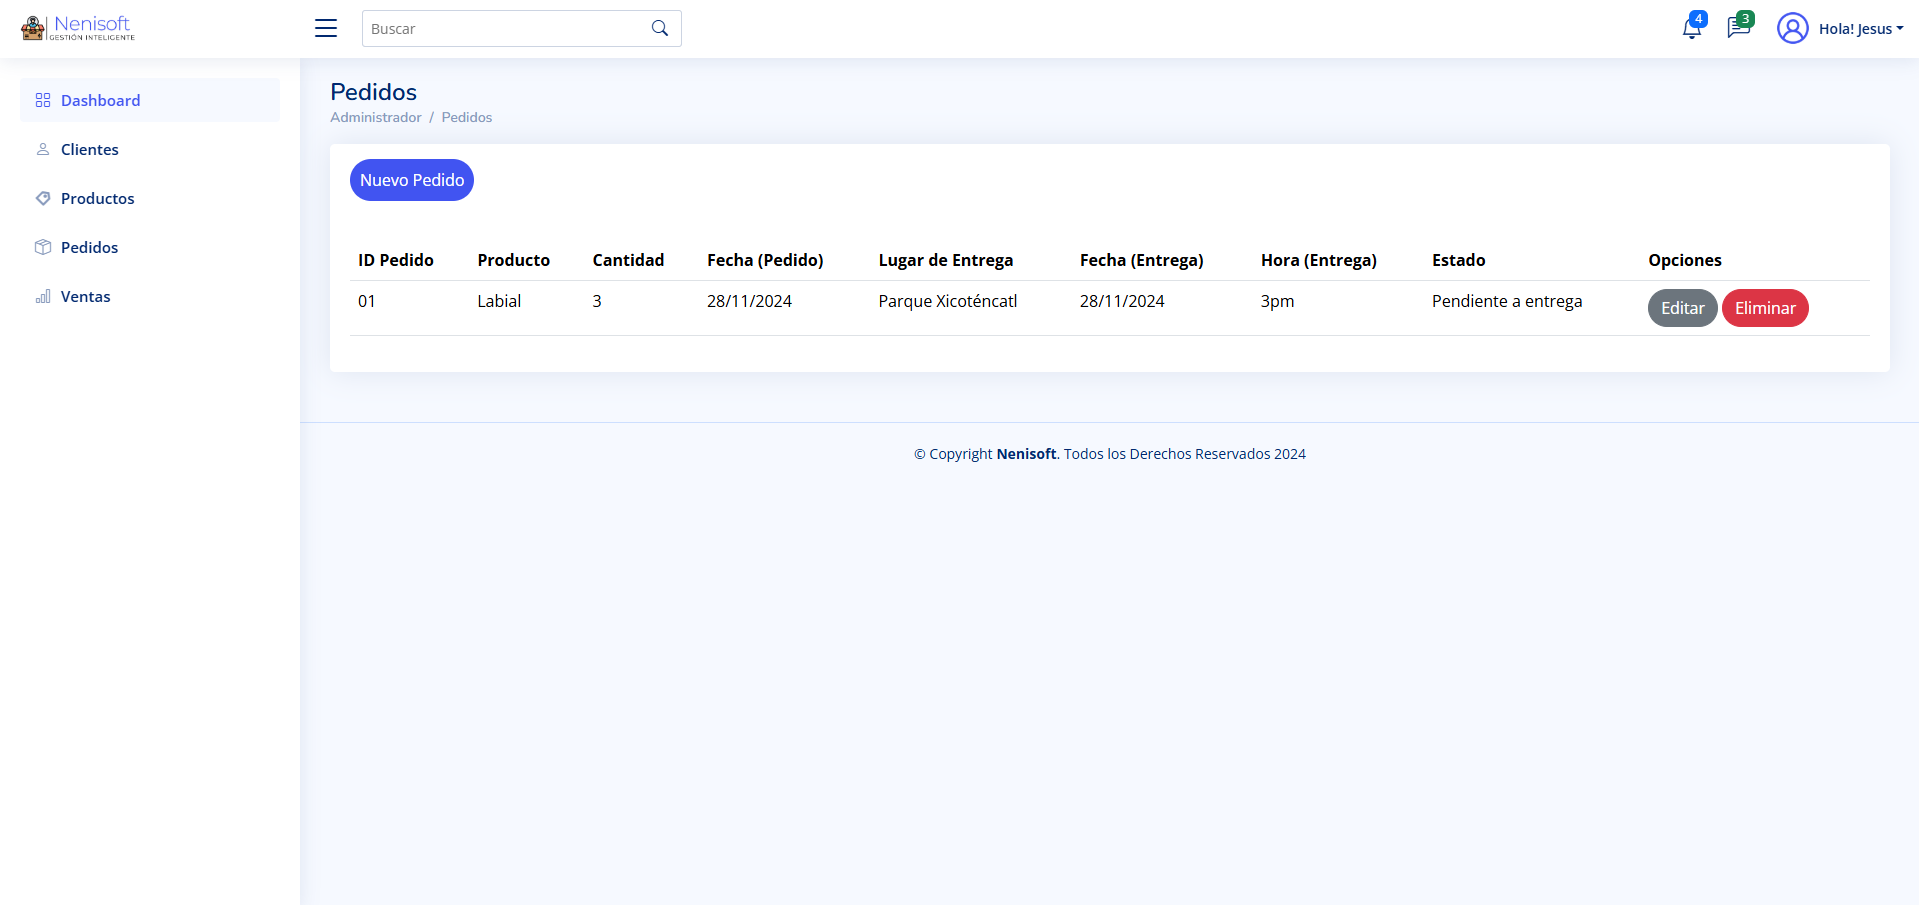 Nenisoft
GESTIÓN INTELIGENTE
Buscar
4
3
Hola! Jesus
Dashboard
Clientes
Productos
Pedidos
Ventas
Pedidos
Administrador / Pedidos
Nuevo Pedido
ID Pedido Producto Cantidad Fecha (Pedido) Lugar de Entrega Fecha (Entrega) Hora (Entrega) Estado Opciones
01 Labial 3 28/11/2024 Parque Xicoténcatl 28/11/2024 3pm Pendiente a entrega Editar Eliminar
© Copyright Nenisoft. Todos los Derechos Reservados 2024